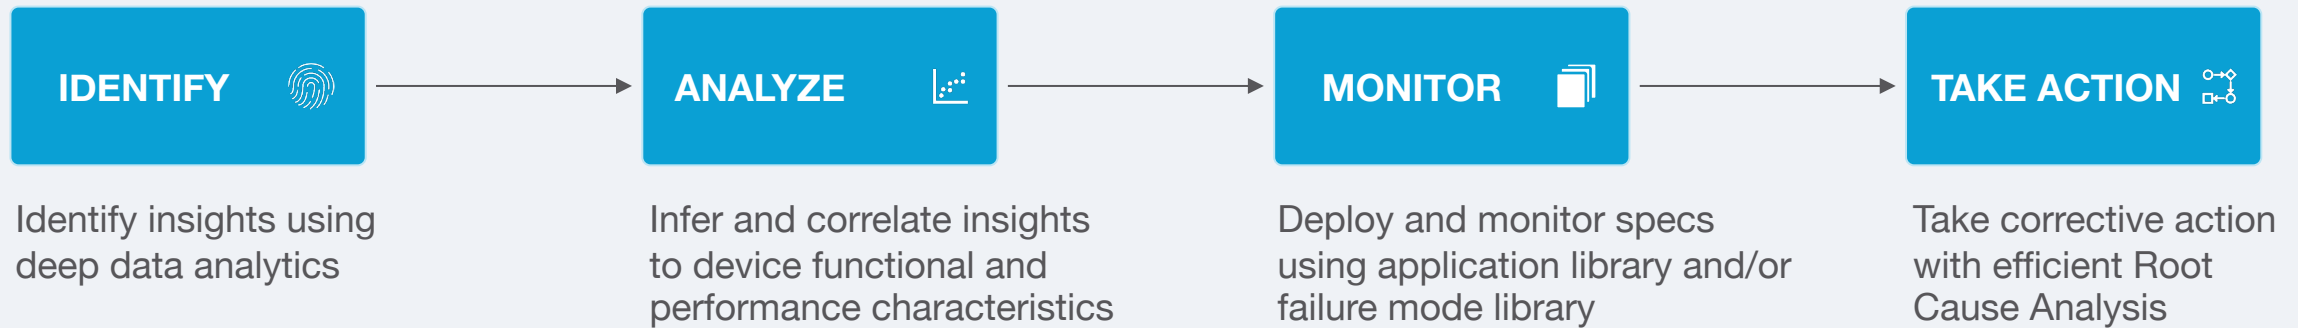 IDENTIFY
Identify insights using
deep data analytics
ANALYZE
Infer and correlate insights
to device functional and
performance characteristics
MONITOR
Deploy and monitor specs
using application library and/or
failure mode library
TAKE ACTION
Take corrective action
with efficient Root
Cause Analysis